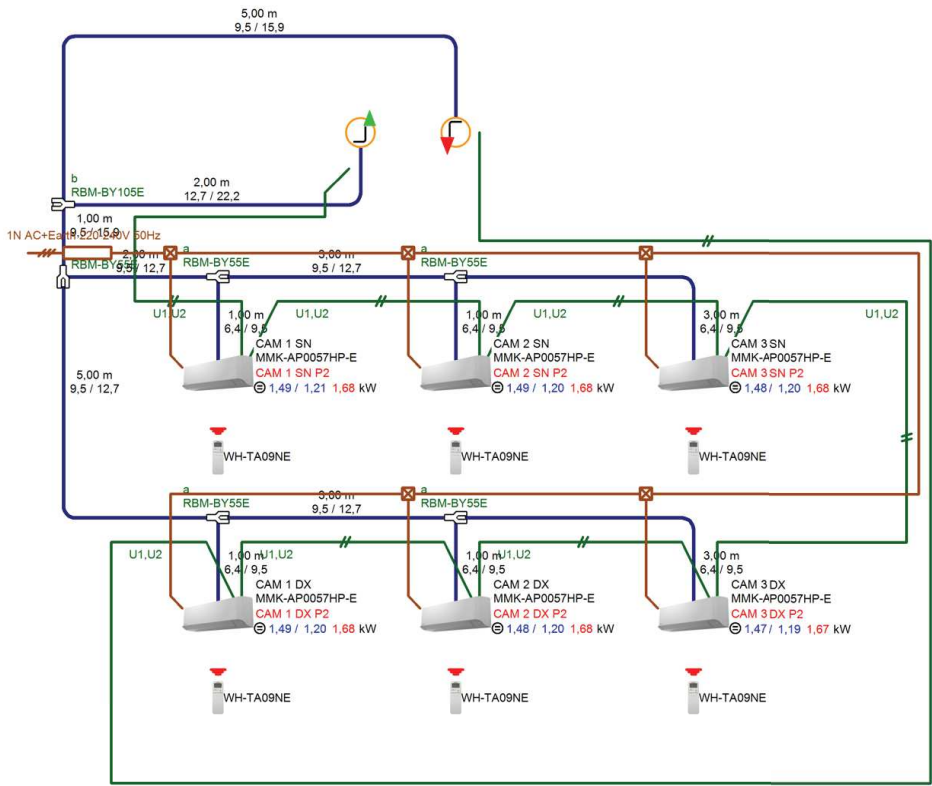 5,00 m
9,5 / 15,9
b
RBM-BY105E
2,00 m
12,7 / 22,2
1,00 m
9,5 / 15,9
1N AC+Earth 220-240V 50Hz
RBM-BY55E
2,00 m
9,5 / 12,7
a
RBM-BY55E
3,00 m
9,5 / 12,7
a
RBM-BY55E
U1,U2
1,00 m
6,4 / 9,5
U1,U2
1,00 m
6,4 / 9,5
U1,U2
3,00 m
6,4 / 9,5
U1,U2
CAM 1 SN
MMK-AP0057HP-E
CAM 1 SN P2
1,49 / 1,21 1,68 kW
CAM 2 SN
MMK-AP0057HP-E
CAM 2 SN P2
1,49 / 1,20 1,68 kW
CAM 3 SN
MMK-AP0057HP-E
CAM 3 SN P2
1,48 / 1,20 1,68 kW
5,00 m
9,5 / 12,7
WH-TA09NE
WH-TA09NE
WH-TA09NE
a
RBM-BY55E
3,00 m
9,5 / 12,7
a
RBM-BY55E
U1,U2
1,00 m
6,4 / 9,5
U1,U2
1,00 m
6,4 / 9,5
U1,U2
3,00 m
6,4 / 9,5
CAM 1 DX
MMK-AP0057HP-E
CAM 1 DX P2
1,49 / 1,20 1,68 kW
CAM 2 DX
MMK-AP0057HP-E
CAM 2 DX P2
1,48 / 1,20 1,68 kW
CAM 3 DX
MMK-AP0057HP-E
CAM 3 DX P2
1,47 / 1,19 1,67 kW
WH-TA09NE
WH-TA09NE
WH-TA09NE